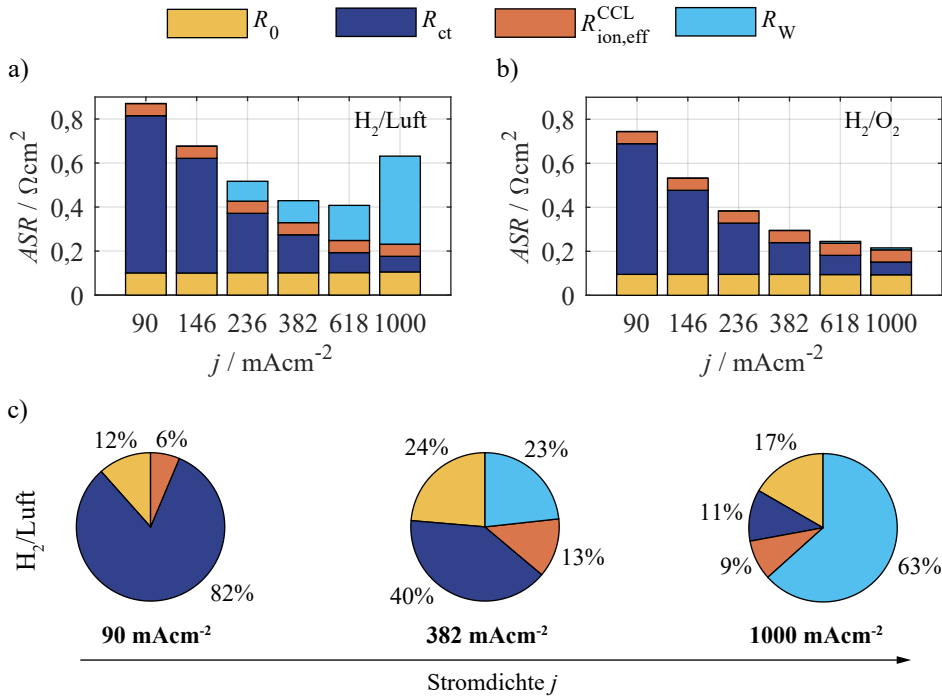 R₀ R_ct R_ion,eff^CCL R_W
a) b)
H₂/Luft
0,8
0,6
0,4
0,2
0
ASR / Ωcm²
90 146 236 382 618 1000
j / mAcm⁻²
H₂/O₂
0,8
0,6
0,4
0,2
0
ASR / Ωcm²
90 146 236 382 618 1000
j / mAcm⁻²
c)
H₂/Luft
12% 6%
82%
90 mAcm⁻²
24% 23%
13%
40%
382 mAcm⁻²
17%
11%
9% 63%
1000 mAcm⁻²
Stromdichte j